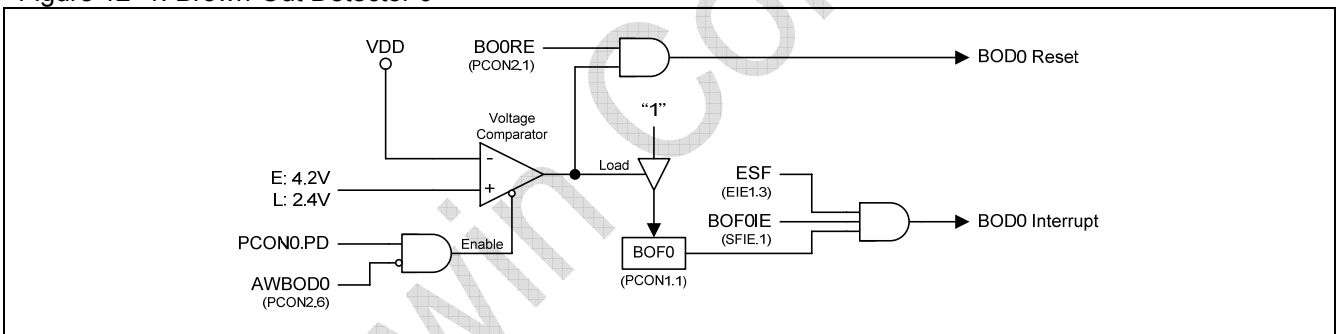 Figure 12–1. Brown-Out Detector 0
VDD
BO0RE
(PCON2.1)
BOD0 Reset
"1"
Voltage
Comparator
-
+
Load
E: 4.2V
L: 2.4V
ESF
(EIE1.3)
BOF0IE
(SFIE.1)
BOD0 Interrupt
PCON0.PD
Enable
AWBOD0
(PCON2.6)
BOF0
(PCON1.1)